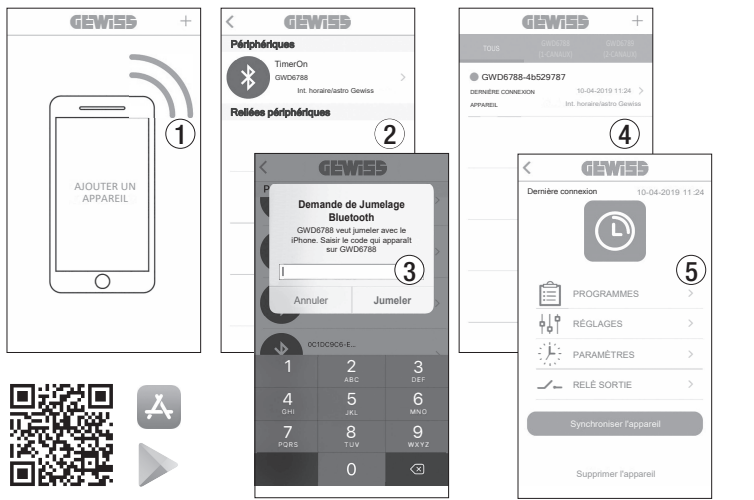 GEWISS
+
1
AJOUTER UN
APPAREIL
GEWISS
Périphériques
TimerOn
GWD6788
Int. horaire/astro Gewiss
Reliées périphériques
2
GEWISS
Demande de Jumelage
Bluetooth
GWD6788 veut jumeler avec le
iPhone. Saisir le code qui apparaît
sur GWD6788
3
Annuler
Jumeler
0C1DC9C6-E...
1
2
ABC
3
DEF
4
GHI
5
JKL
6
MNO
7
PQRS
8
TUV
9
WXYZ
0
GEWISS
+
TOUS
GWD6788
GWD6789
GWD6788-4b529787
DERNIÈRE CONNEXION
10-04-2019 11:24
APPAREIL
Int. horaire/astro Gewiss
4
GEWISS
Dernière connexion
10-04-2019 11:24
5
PROGRAMMES
RÉGLAGES
PARAMÈTRES
RELÉ SORTIE
Synchroniser l'appareil
Supprimer l'appareil